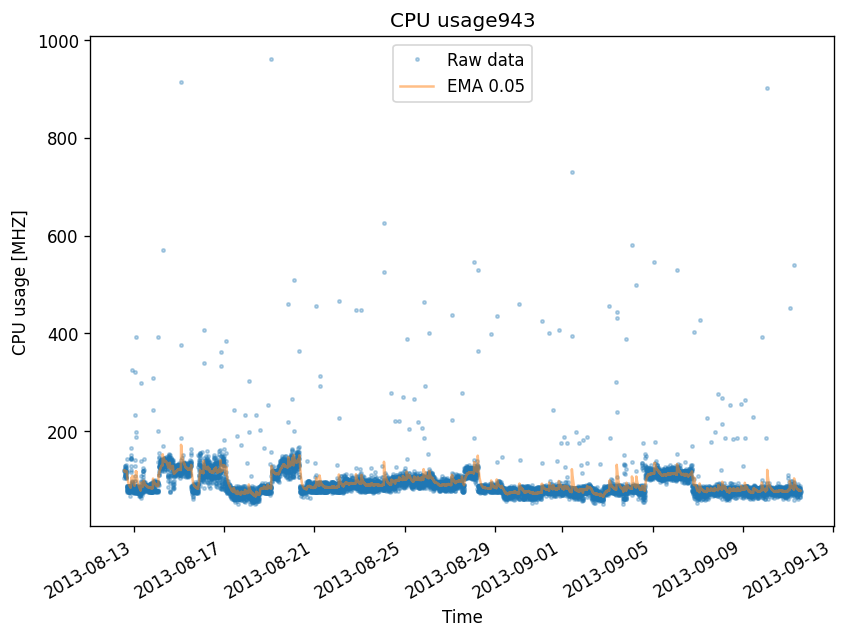 CPU usage943
Raw data
EMA 0.05
1000
800
600
400
200
CPU usage [MHZ]
2013-08-13
2013-08-17
2013-08-21
2013-08-25
2013-08-29
2013-09-01
2013-09-05
2013-09-09
2013-09-13
Time